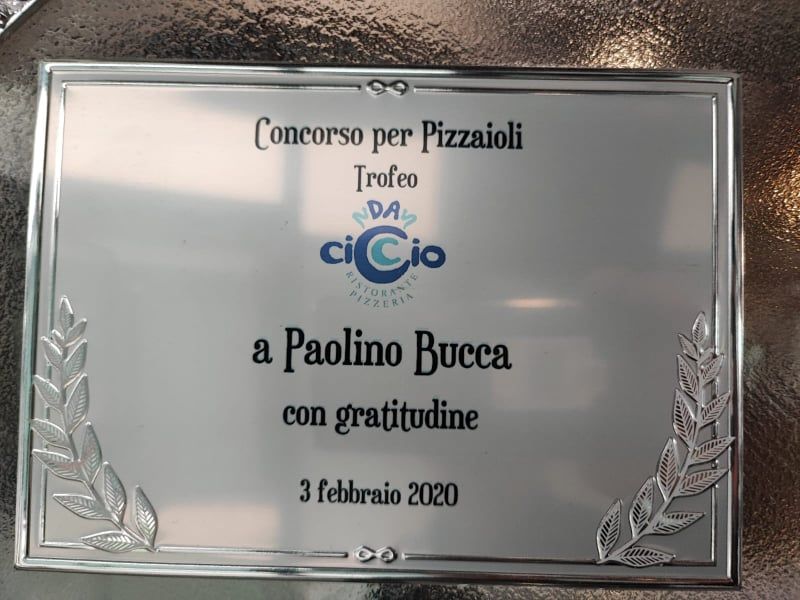 Concorso per Pizzaioli
Trofeo
NDAN
ciCCio
RISTORANTE
PIZZERIA
a Paolino Bucca
con gratitudine
3 febbraio 2020